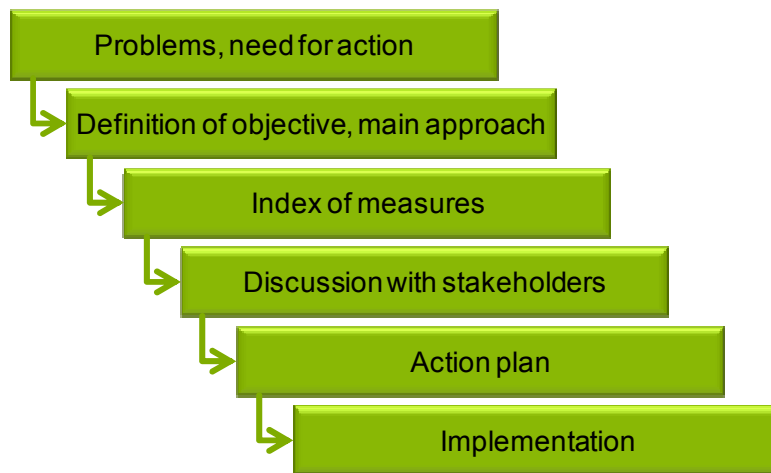 Problems, need for action
Definition of objective, main approach
Index of measures
Discussion with stakeholders
Action plan
Implementation